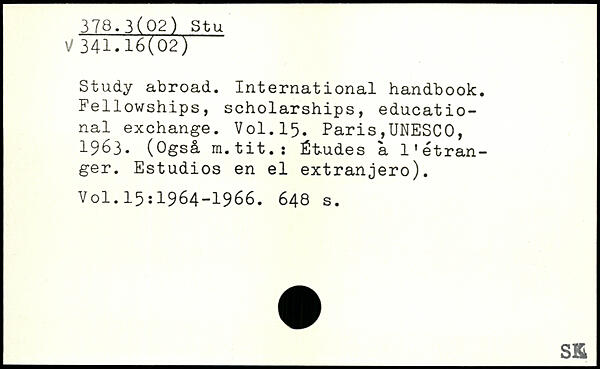 378.3(02) Stu
V 341.16(02)
Study abroad. International handbook.
Fellowships, scholarships, educatio-
nal exchange. Vol.15. Paris,UNESCO,
1963. (Også m.tit.: Études à l'étran-
ger. Estudios en el extranjero).
Vol.15:1964-1966. 648 s.